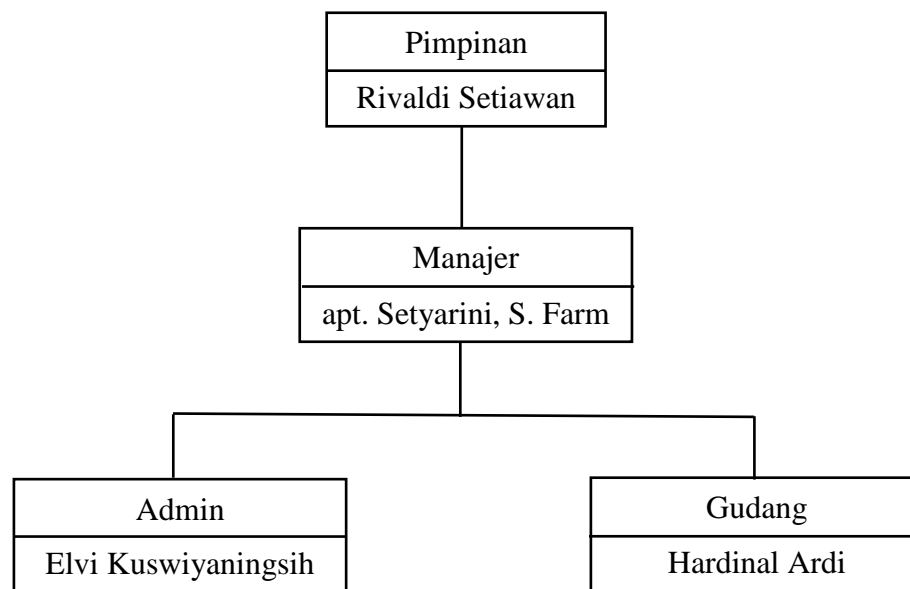 Pimpinan
Rivaldi Setiawan
Manajer
apt. Setyarini, S. Farm
Admin
Elvi Kuswiyaningsih
Gudang
Hardinal Ardi